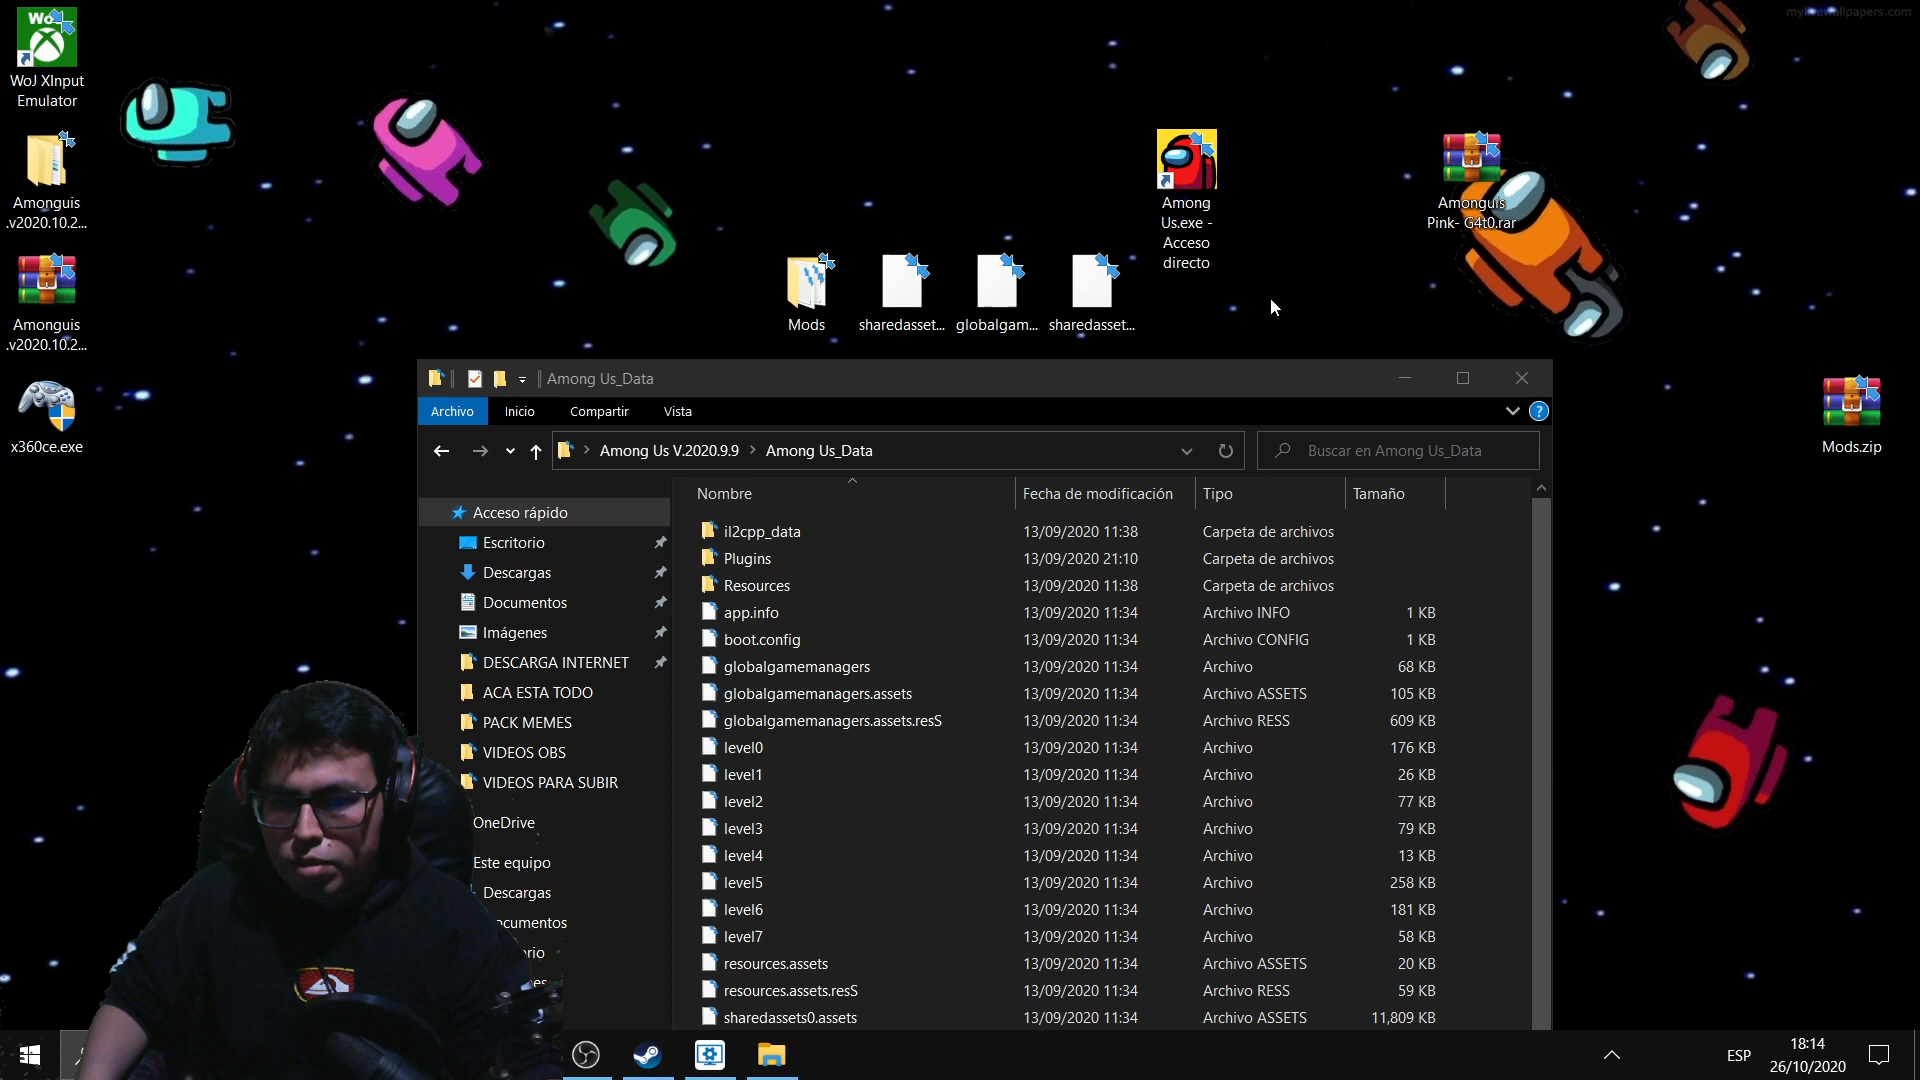 WoJ XInput
Emulator
Amonguis
.v2020.10.2...
Amonguis
.v2020.10.2...
x360ce.exe
Mods
sharedasset...
globalgam...
sharedasset...
Among
Us.exe -
Acceso
directo
Amonguis
Pink- G4t0.rar
Mods.zip
Among Us_Data
Archivo
Inicio
Compartir
Vista
Among Us V.2020.9.9 > Among Us_Data
Buscar en Among Us_Data
Acceso rápido
Escritorio
Descargas
Documentos
Imágenes
DESCARGA INTERNET
ACA ESTA TODO
PACK MEMES
VIDEOS OBS
VIDEOS PARA SUBIR
OneDrive
Este equipo
Descargas
ocumentos
rio
es
Nombre Fecha de modificación Tipo Tamaño
il2cpp_data 13/09/2020 11:38 Carpeta de archivos
Plugins 13/09/2020 21:10 Carpeta de archivos
Resources 13/09/2020 11:38 Carpeta de archivos
app.info 13/09/2020 11:34 Archivo INFO 1 KB
boot.config 13/09/2020 11:34 Archivo CONFIG 1 KB
globalgamemanagers 13/09/2020 11:34 Archivo 68 KB
globalgamemanagers.assets 13/09/2020 11:34 Archivo ASSETS 105 KB
globalgamemanagers.assets.resS 13/09/2020 11:34 Archivo RESS 609 KB
level0 13/09/2020 11:34 Archivo 176 KB
level1 13/09/2020 11:34 Archivo 26 KB
level2 13/09/2020 11:34 Archivo 77 KB
level3 13/09/2020 11:34 Archivo 79 KB
level4 13/09/2020 11:34 Archivo 13 KB
level5 13/09/2020 11:34 Archivo 258 KB
level6 13/09/2020 11:34 Archivo 181 KB
level7 13/09/2020 11:34 Archivo 58 KB
resources.assets 13/09/2020 11:34 Archivo ASSETS 20 KB
resources.assets.resS 13/09/2020 11:34 Archivo RESS 59 KB
sharedassets0.assets 13/09/2020 11:34 Archivo ASSETS 11,809 KB
ESP
18:14
26/10/2020